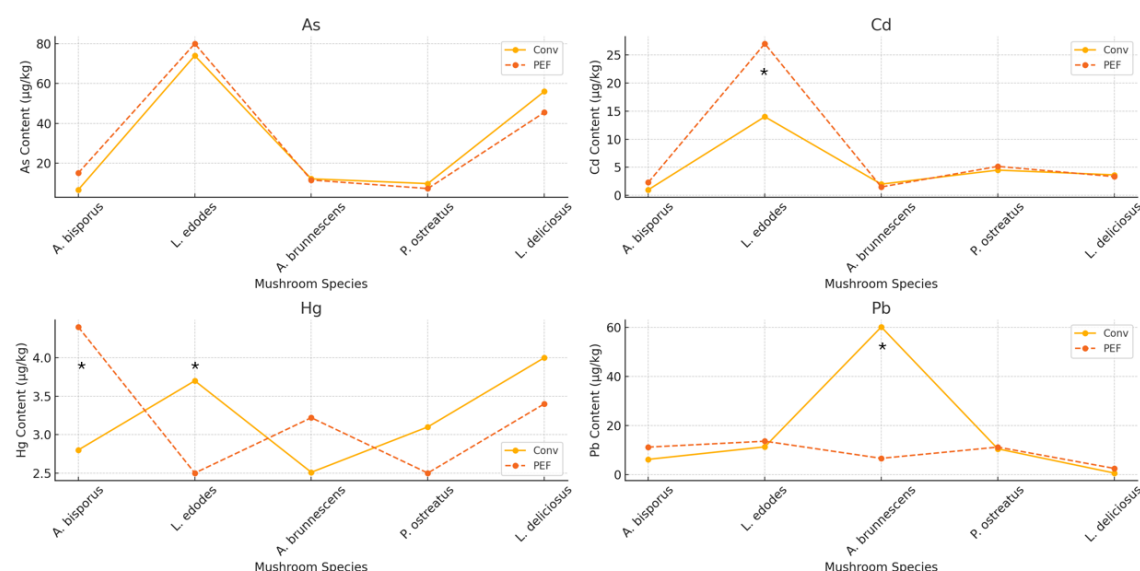 As
As Content (µg/kg)
80
60
40
20
Conv
PEF
A. bisporus
L. edodes
A. brunnescens
P. ostreatus
L. deliciosus
Mushroom Species
Cd
Cd Content (µg/kg)
25
20
15
10
5
0
Conv
PEF
*
A. bisporus
L. edodes
A. brunnescens
P. ostreatus
L. deliciosus
Mushroom Species
Hg
Hg Content (µg/kg)
4.0
3.5
3.0
2.5
*
*
Conv
PEF
A. bisporus
L. edodes
A. brunnescens
P. ostreatus
L. deliciosus
Mushroom Species
Pb
Pb Content (µg/kg)
60
40
20
0
Conv
PEF
*
A. bisporus
L. edodes
A. brunnescens
P. ostreatus
L. deliciosus
Mushroom Species